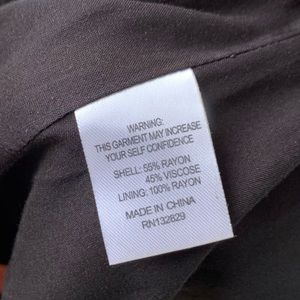 WARNING:
THIS GARMENT MAY INCREASE
YOUR SELF CONFIDENCE
SHELL: 55% RAYON
45% VISCOSE
LINING: 100% RAYON
MADE IN CHINA
RN132829